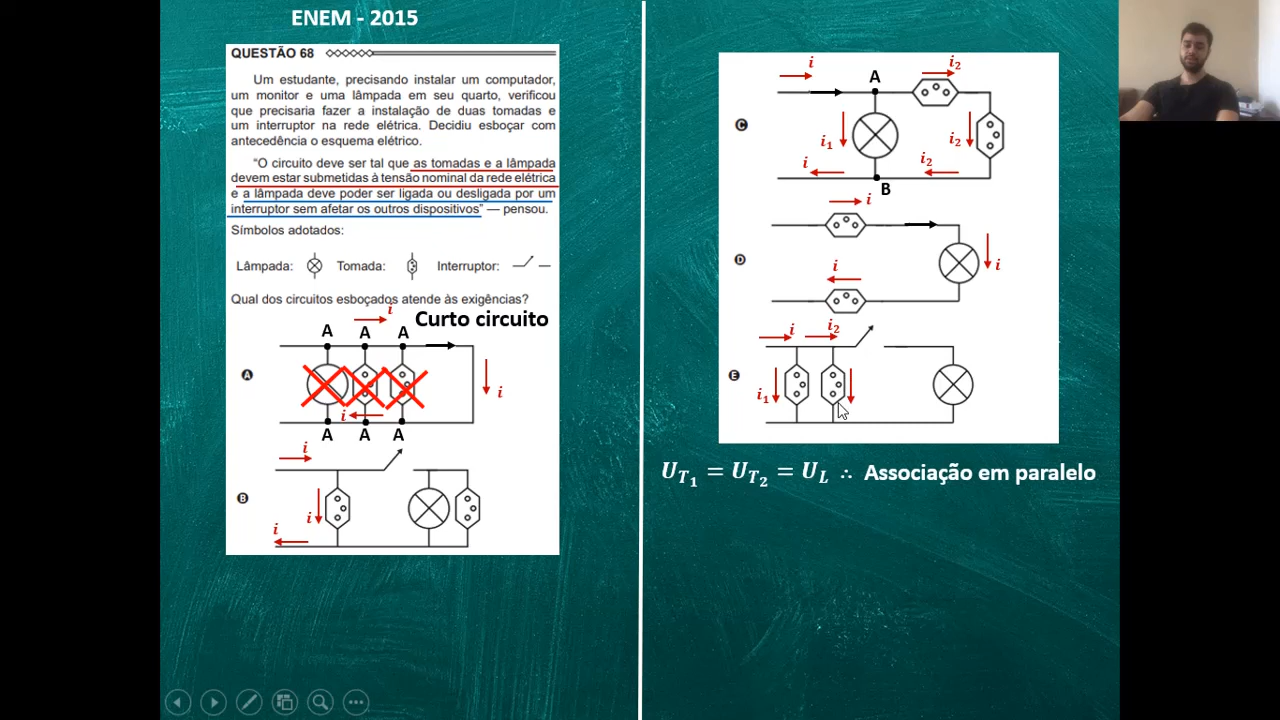 ENEM - 2015
QUESTÃO 68
Um estudante, precisando instalar um computador,
um monitor e uma lâmpada em seu quarto, verificou
que precisaria fazer a instalação de duas tomadas e
um interruptor na rede elétrica. Decidiu esboçar com
antecedência o esquema elétrico.
“O circuito deve ser tal que as tomadas e a lâmpada
devem estar submetidas à tensão nominal da rede elétrica
e a lâmpada deve poder ser ligada ou desligada por um
interruptor sem afetar os outros dispositivos” — pensou.
Símbolos adotados:
Lâmpada: Tomada: Interruptor:
Qual dos circuitos esboçados atende às exigências?
i Curto circuito
A A A
A i
i
A A A
i
B i
i
i A i₂
C i₁ i₂
i i₂
B
i
D i
i
i i₂
E i₁
U_T₁ = U_T₂ = U_L ∴ Associação em paralelo